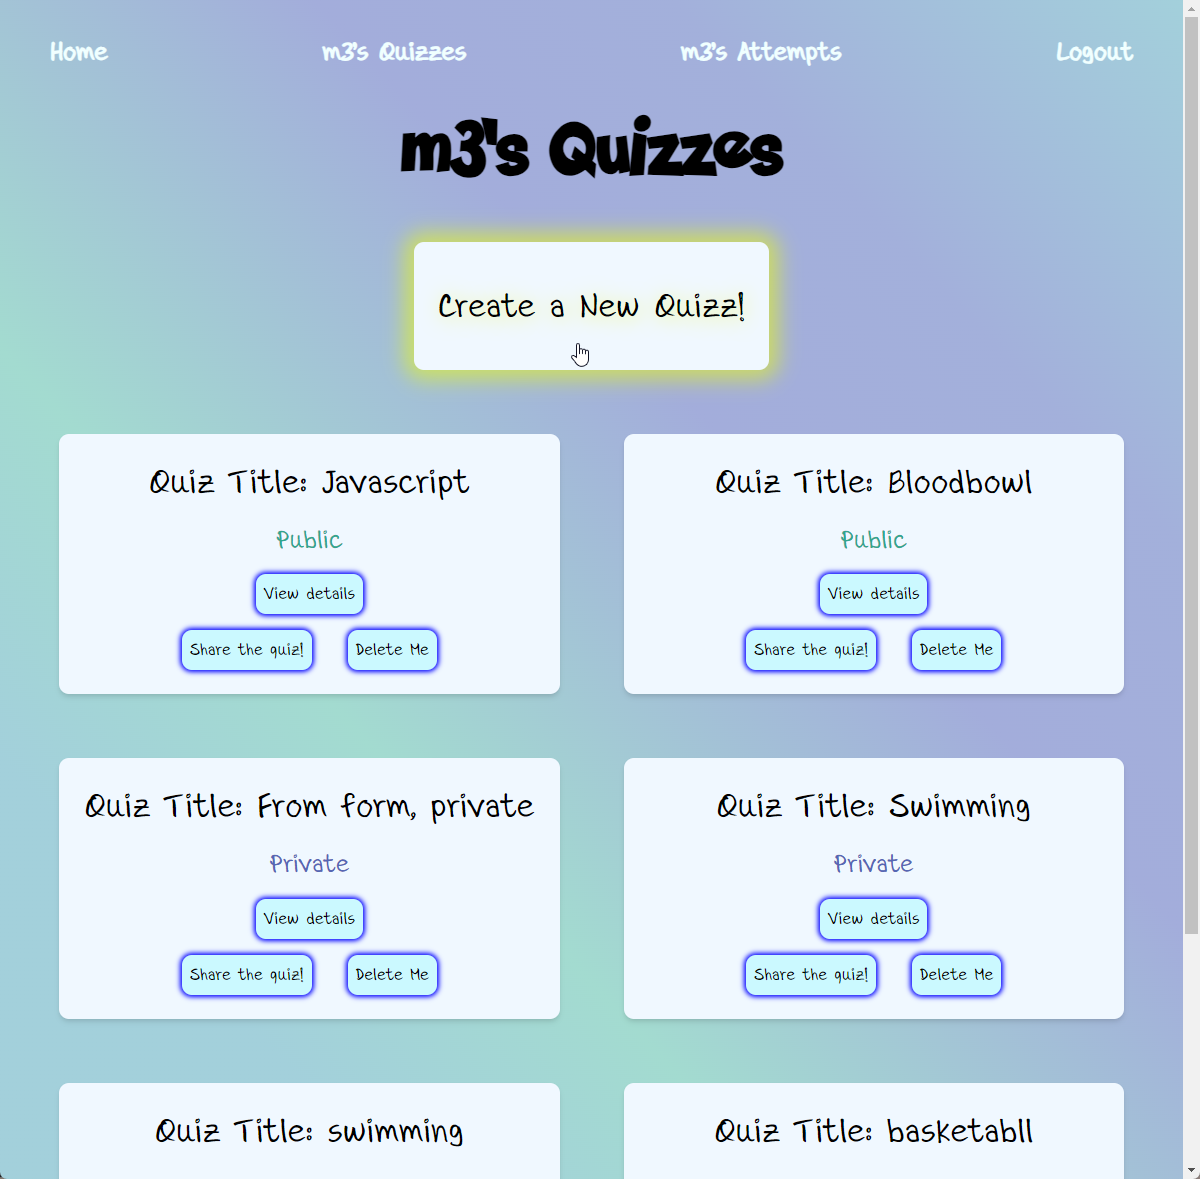 Home m3's Quizzes m3's Attempts Logout
m3's Quizzes
Create a New Quizz!
Quiz Title: Javascript
Public
View details
Share the quiz! Delete Me
Quiz Title: Bloodbowl
Public
View details
Share the quiz! Delete Me
Quiz Title: From form, private
Private
View details
Share the quiz! Delete Me
Quiz Title: Swimming
Private
View details
Share the quiz! Delete Me
Quiz Title: swimming
Quiz Title: basketabll